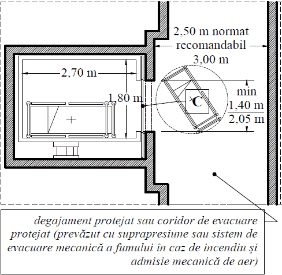 2,50 m normat
recomandabil
3,00 m
2,70 m
1,80 m
C
min
1,40 m
2,05 m
degajament protejat sau coridor de evacuare
protejat (prevăzut cu suprapresiune sau sistem de
evacuare mecanică a fumului în caz de incendiu și
admisie mecanică de aer)